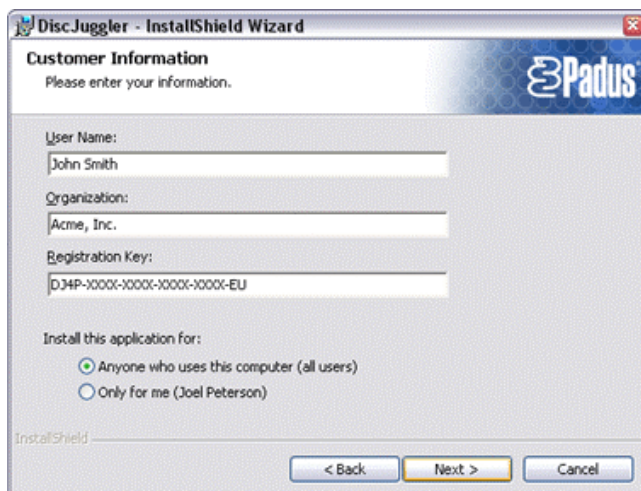 DiscJuggler - InstallShield Wizard
Customer Information
Please enter your information.
Padus
User Name:
John Smith
Organization:
Acme, Inc.
Registration Key:
DJ4P-XXXX-XXXX-XXXX-XXXX-EU
Install this application for:
Anyone who uses this computer (all users)
Only for me (Joel Peterson)
InstallShield
< Back
Next >
Cancel